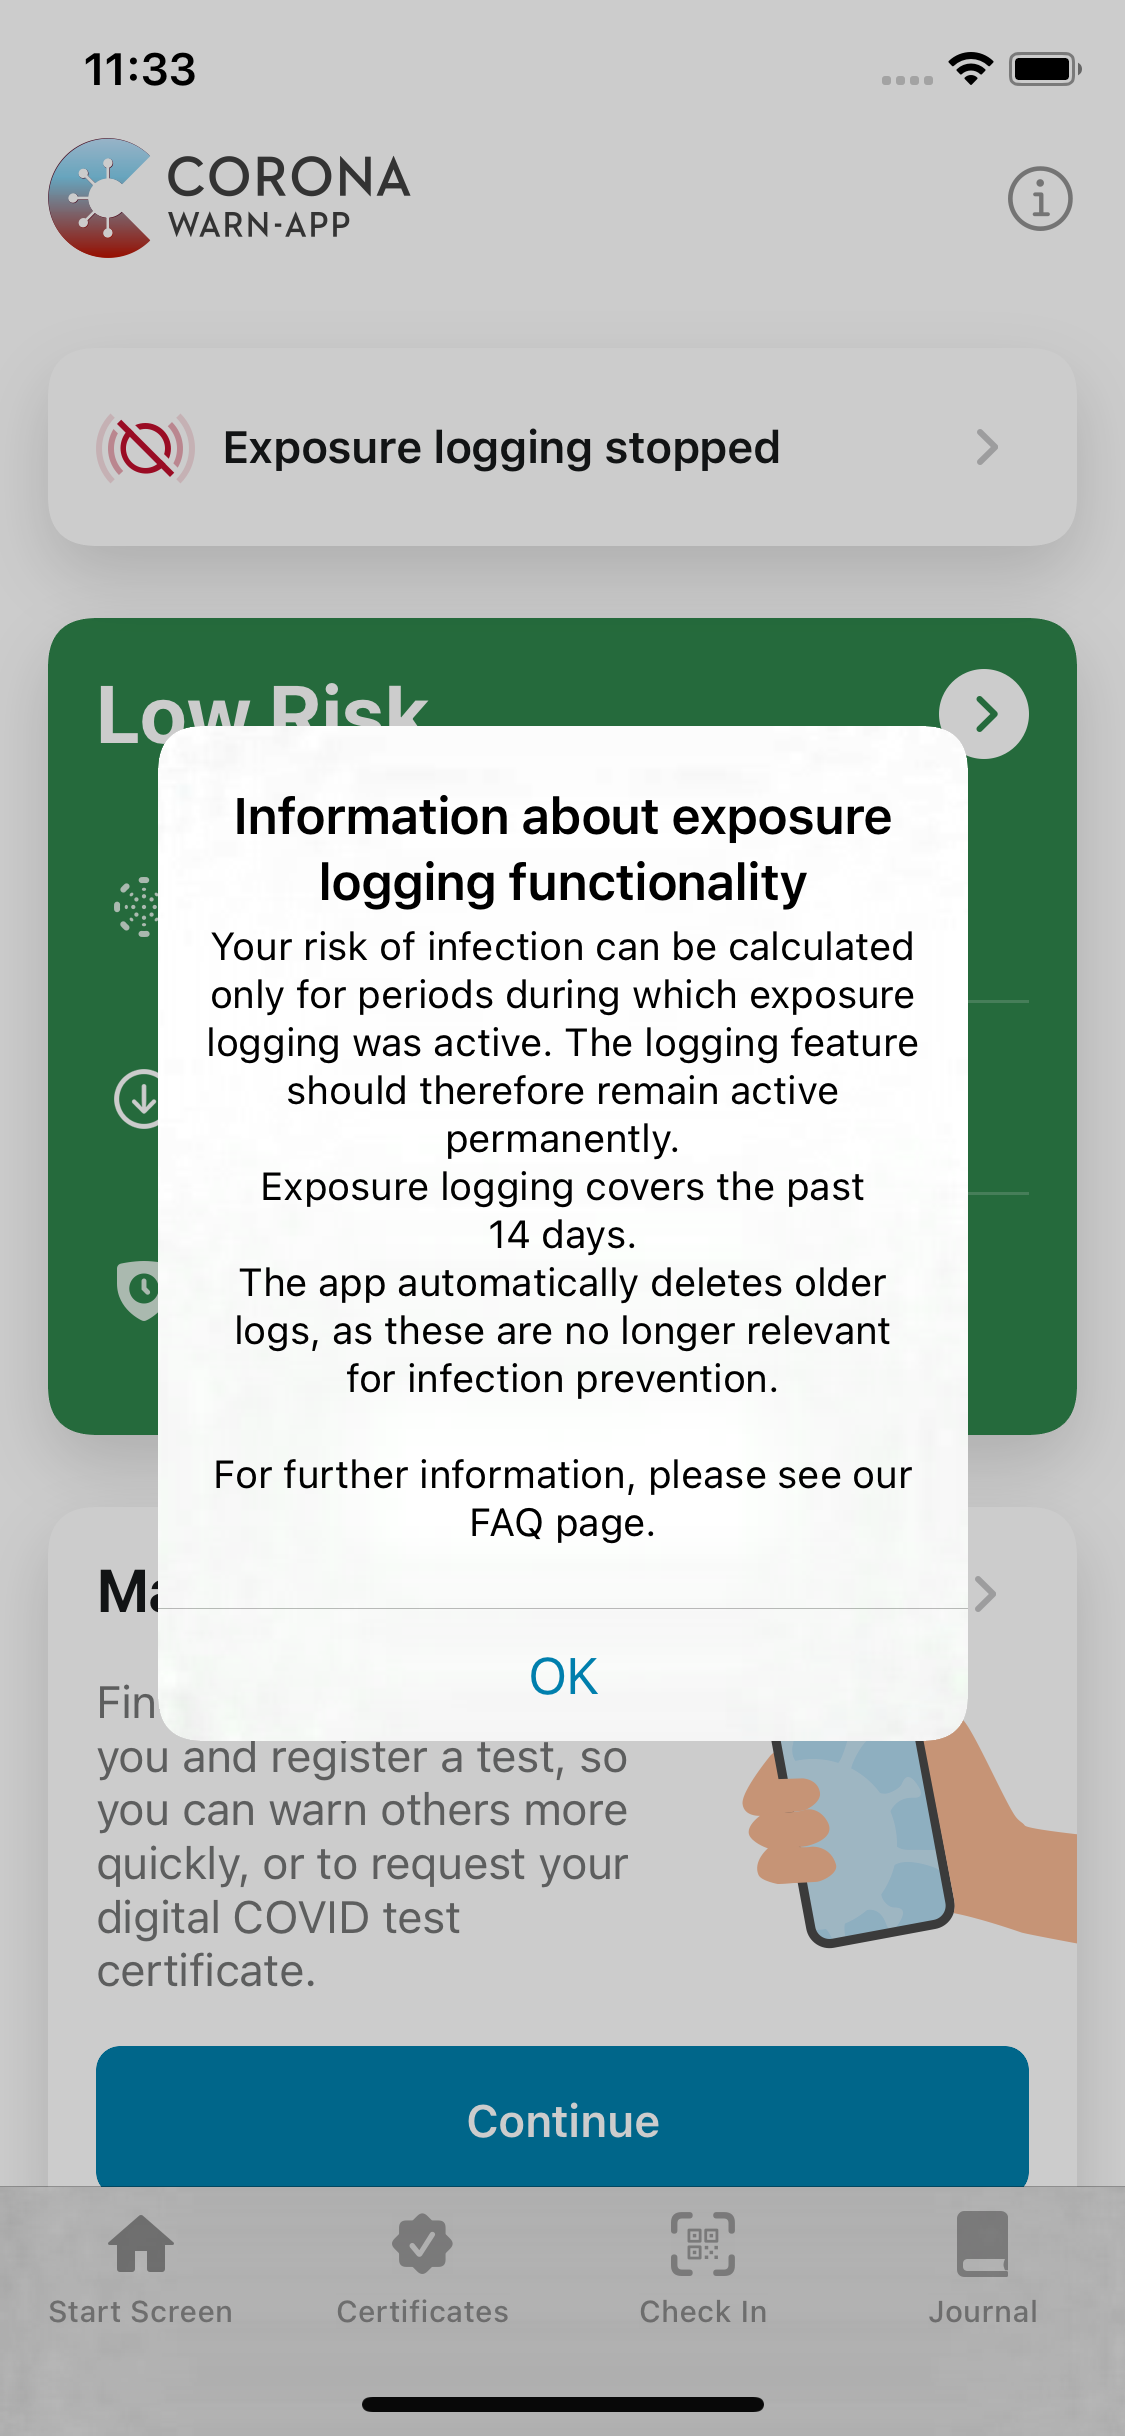 11:33
CORONA
WARN-APP
Exposure logging stopped
Low Risk
Information about exposure
logging functionality
Your risk of infection can be calculated
only for periods during which exposure
logging was active. The logging feature
should therefore remain active
permanently.
Exposure logging covers the past
14 days.
The app automatically deletes older
logs, as these are no longer relevant
for infection prevention.
For further information, please see our
FAQ page.
OK
you and register a test, so
you can warn others more
quickly, or to request your
digital COVID test
certificate.
Continue
Start Screen
Certificates
Check In
Journal